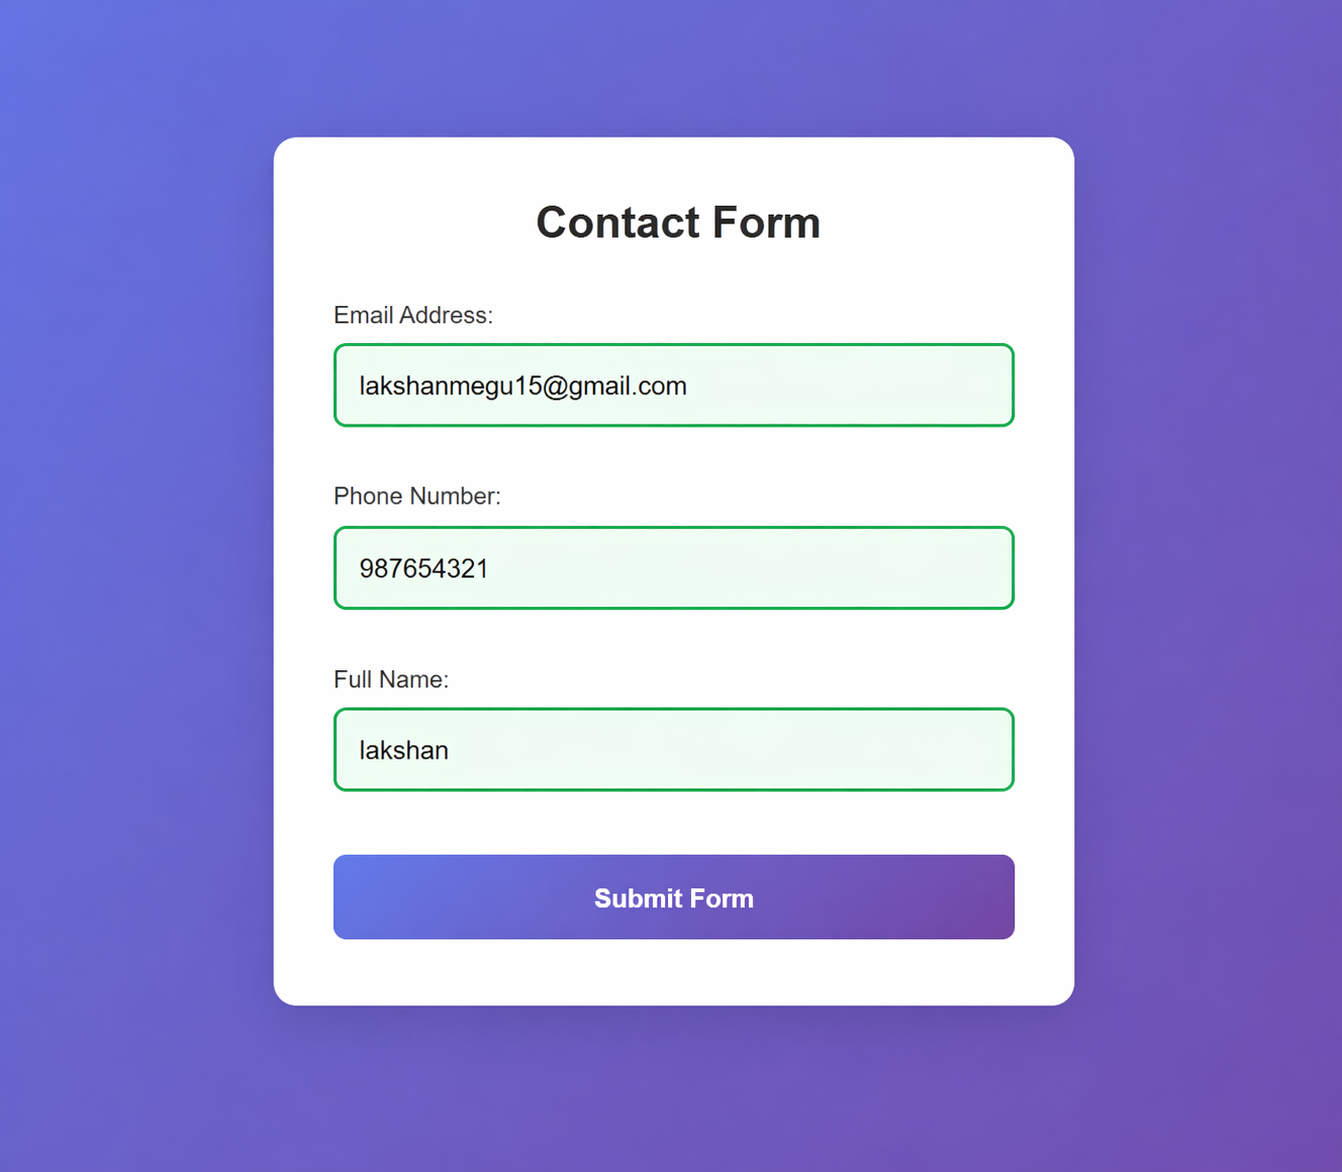 Contact Form
Email Address:
lakshanmegu15@gmail.com
Phone Number:
987654321
Full Name:
lakshan
Submit Form